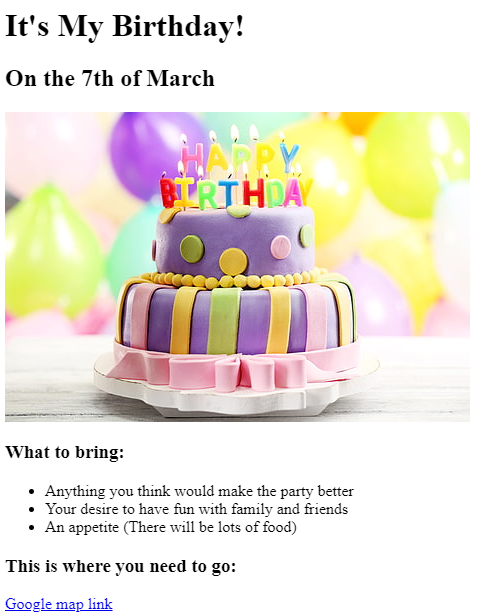 It's My Birthday!
On the 7th of March
HAPPY
BIRTHDAY
What to bring:
Anything you think would make the party better
Your desire to have fun with family and friends
An appetite (There will be lots of food)
This is where you need to go:
Google map link